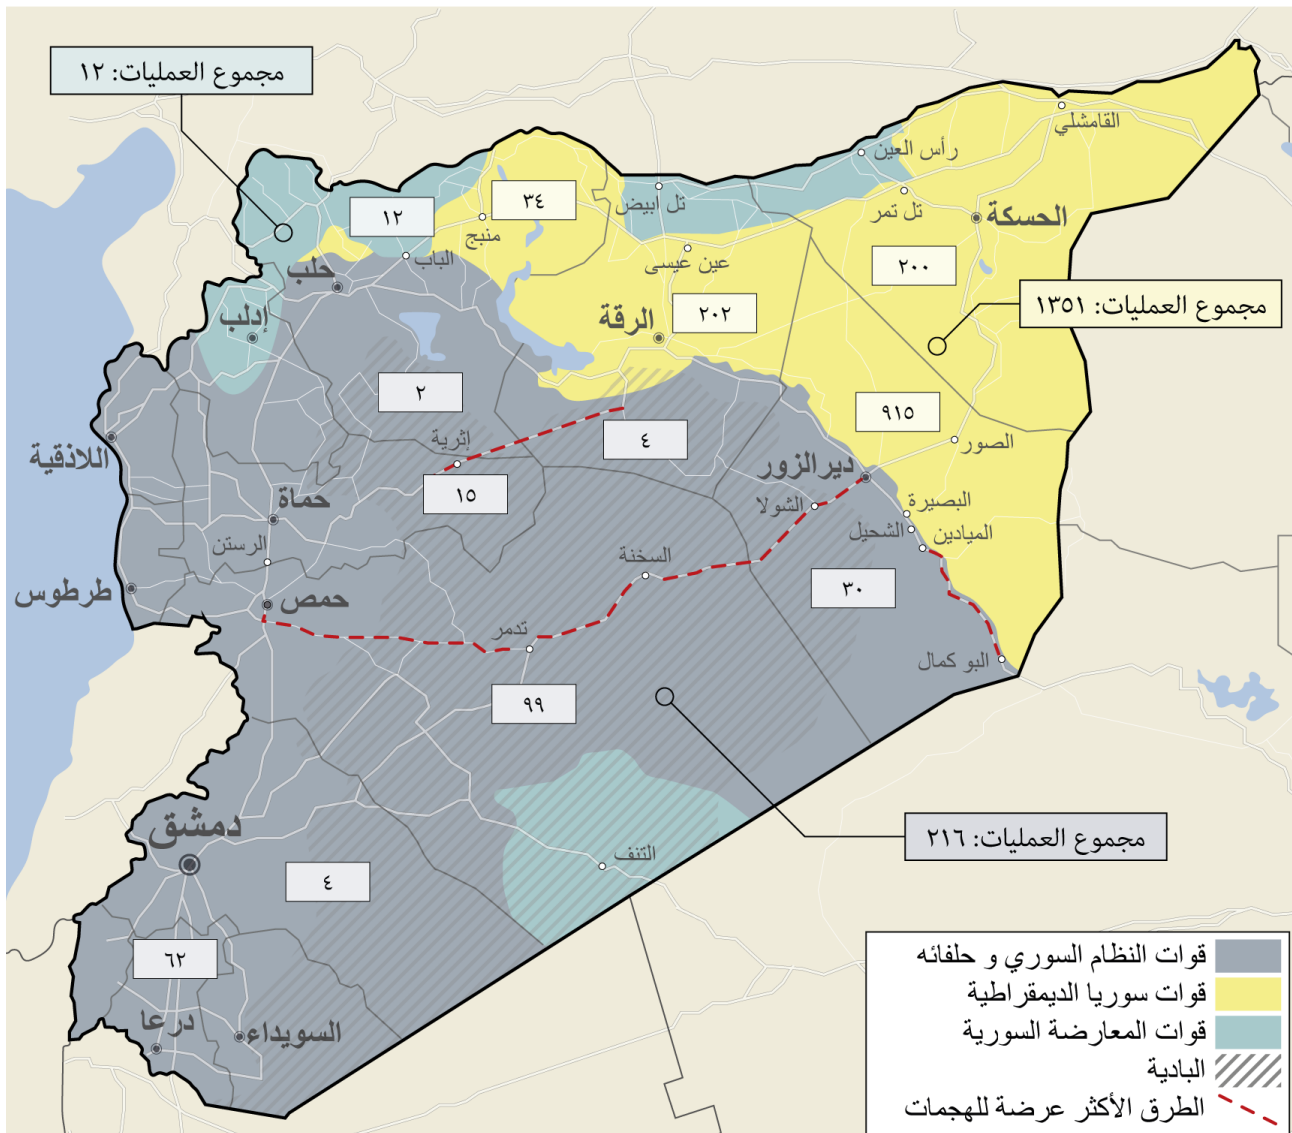 مجموع العمليات: ١٢
القامشلي
رأس العين
تل أبيض
تل تمر
الحسكة
٣٤
١٢
منبج
الباب
عين عيسى
٢٠٠
حلب
مجموع العمليات: ١٣٥١
إدلب
الرقة
٢٠٢
٢
٩١٥
إثرية
٤
الصور
اللاذقية
ديرالزور
١٥
حماة
الشولا
البصيرة
الشحيل
الميادين
الرستن
السخنة
٣٠
طرطوس
حمص
تدمر
البو كمال
٩٩
دمشق
مجموع العمليات: ٢١٦
التنف
٤
٦٢
درعا
السويداء
قوات النظام السوري و حلفائه
قوات سوريا الديمقراطية
قوات المعارضة السورية
البادية
الطرق الأكثر عرضة للهجمات